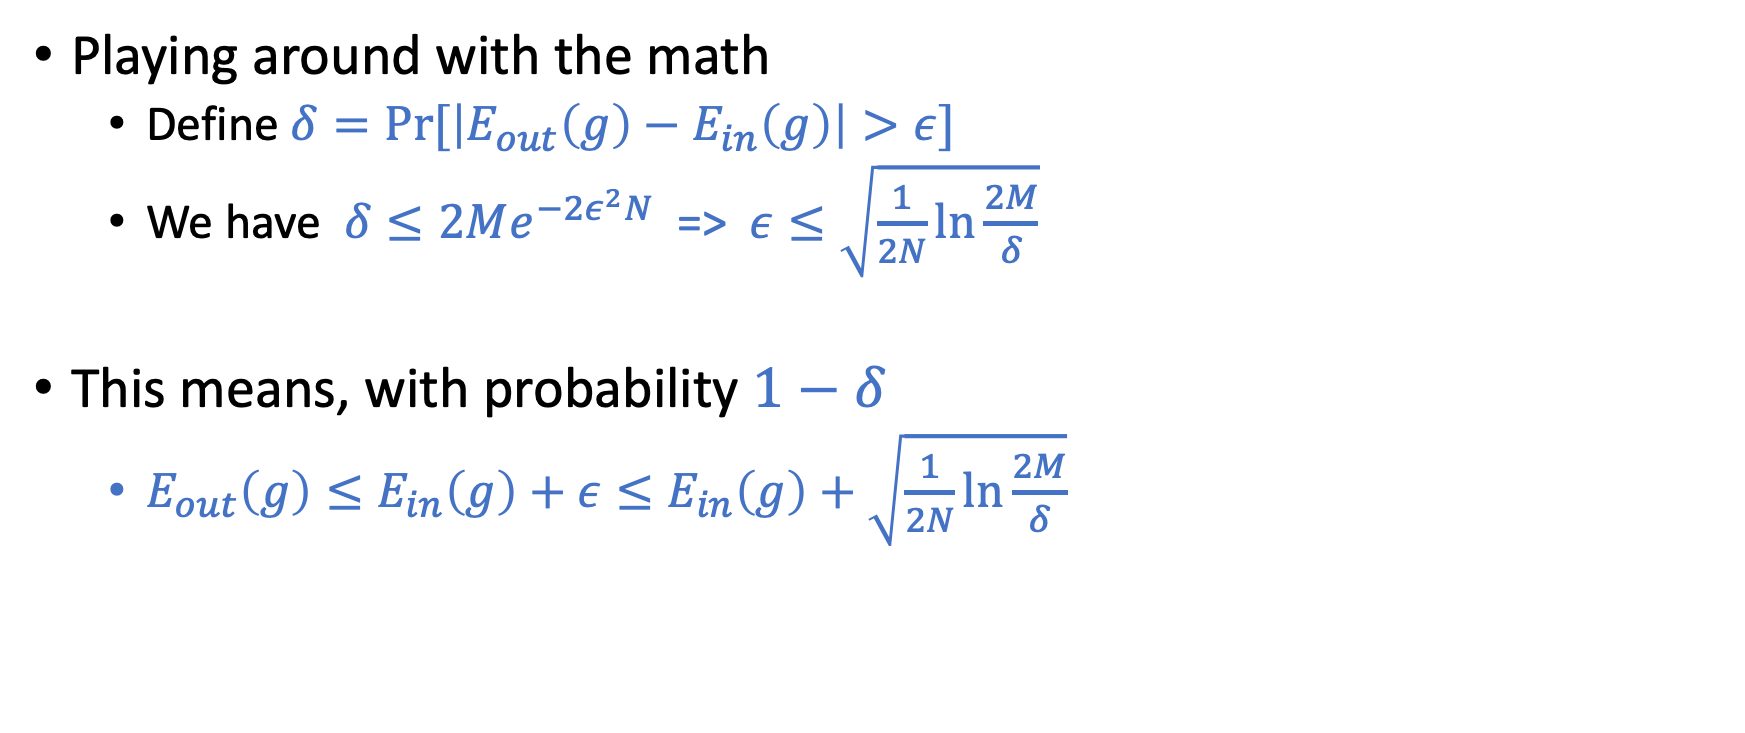 • Playing around with the math
• Define δ = Pr[|E_out(g) − E_in(g)| > ϵ]
• We have δ ≤ 2Me^{−2ϵ²N} => ϵ ≤ √(1/2N ln 2M/δ)
• This means, with probability 1 − δ
• E_out(g) ≤ E_in(g) + ϵ ≤ E_in(g) + √(1/2N ln 2M/δ)